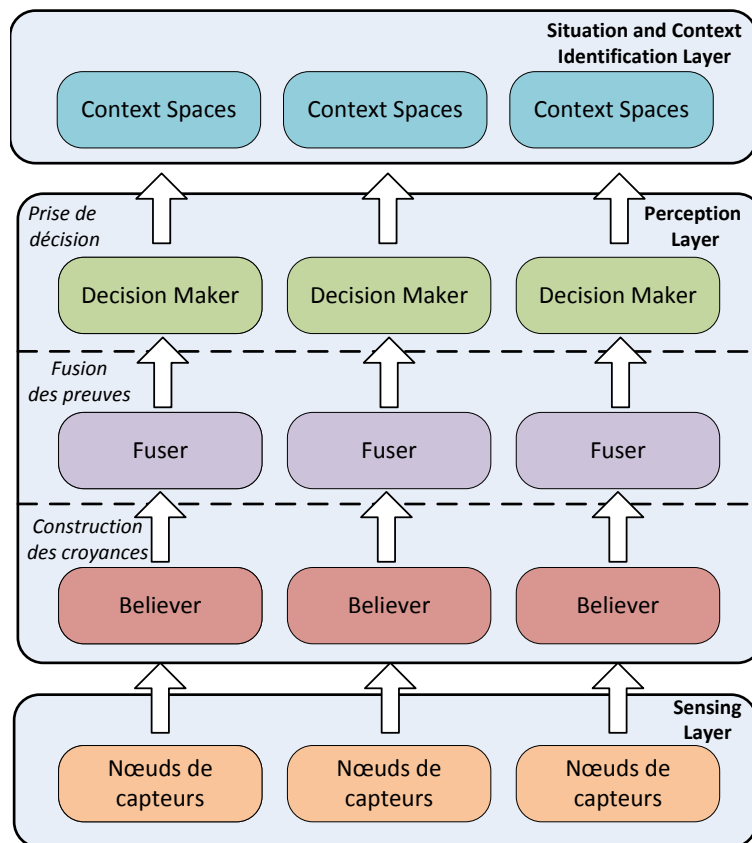 Situation and Context
Identification Layer
Context Spaces
Context Spaces
Context Spaces
Prise de
décision
Perception
Layer
Decision Maker
Decision Maker
Decision Maker
Fusion
des preuves
Fuser
Fuser
Fuser
Construction
des croyances
Believer
Believer
Believer
Sensing
Layer
Nœuds de
capteurs
Nœuds de
capteurs
Nœuds de
capteurs